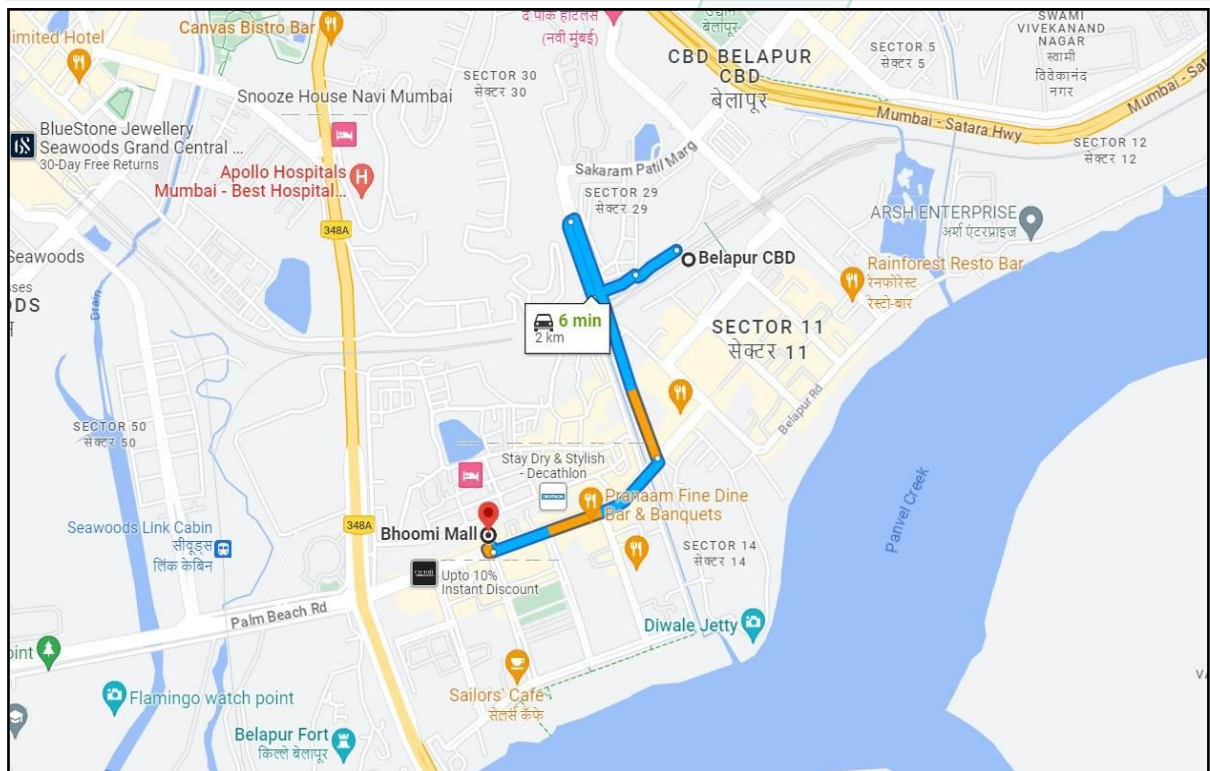 imited Hotel
Canvas Bistro Bar
द पार्क हॉटेल्स
(नवी मुंबई)
उद्यान
बेलापूर
CBD BELAPUR
CBD
बेलापूर
SECTOR 5
सेक्टर 5
SWAMI
VIVEKANAND
NAGAR
स्वामी
विवेकानंद
नगर
SECTOR 30
सेक्टर 30
Snooze House Navi Mumbai
Mumbai - Satara Hwy
Mumbai - Sat
BlueStone Jewellery
Seawoods Grand Central ...
30-Day Free Returns
Apollo Hospitals
Mumbai - Best Hospital...
Sakaram Patil Marg
SECTOR 12
सेक्टर 12
SECTOR 29
सेक्टर 29
348A
ARSH ENTERPRISE
अर्श एंटरप्राइज
Seawoods
Belapur CBD
Rainforest Resto Bar
रेनफोरेस्ट
रेस्टो-बार
sses
ODS
Drain
6 min
2 km
SECTOR 11
सेक्टर 11
Belapur Rd
SECTOR 50
सेक्टर 50
Stay Dry & Stylish
- Decathlon
Pranaam Fine Dine
Bar & Banquets
Panvel Creek
348A
Bhoomi Mall
Seawoods Link Cabin
सीवूड्स
लिंक केबिन
SECTOR 14
सेक्टर 14
Upto 10%
Instant Discount
Palm Beach Rd
Diwale Jetty
oint
Flamingo watch point
Sailors' Cafe
सेलर्स कॅफे
Belapur Fort
किल्ले बेलापूर